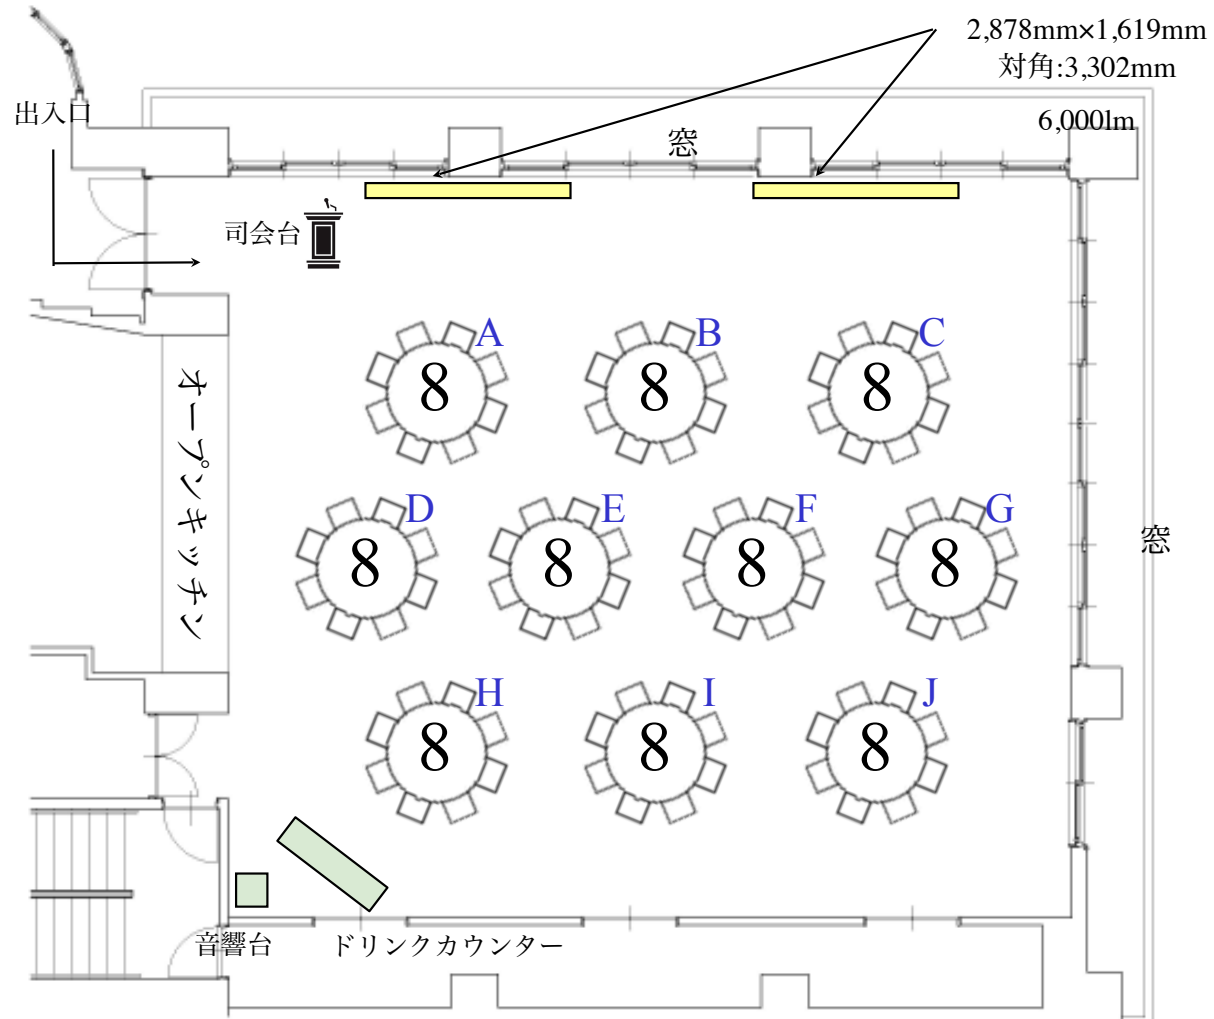 2,878mm×1,619mm
対角:3,302mm
出入口
6,000lm
窓
司会台
A
B
C
8
8
8
オープンキッチン
D
E
F
G
8
8
8
8
窓
H
I
J
8
8
8
音響台
ドリンクカウンター